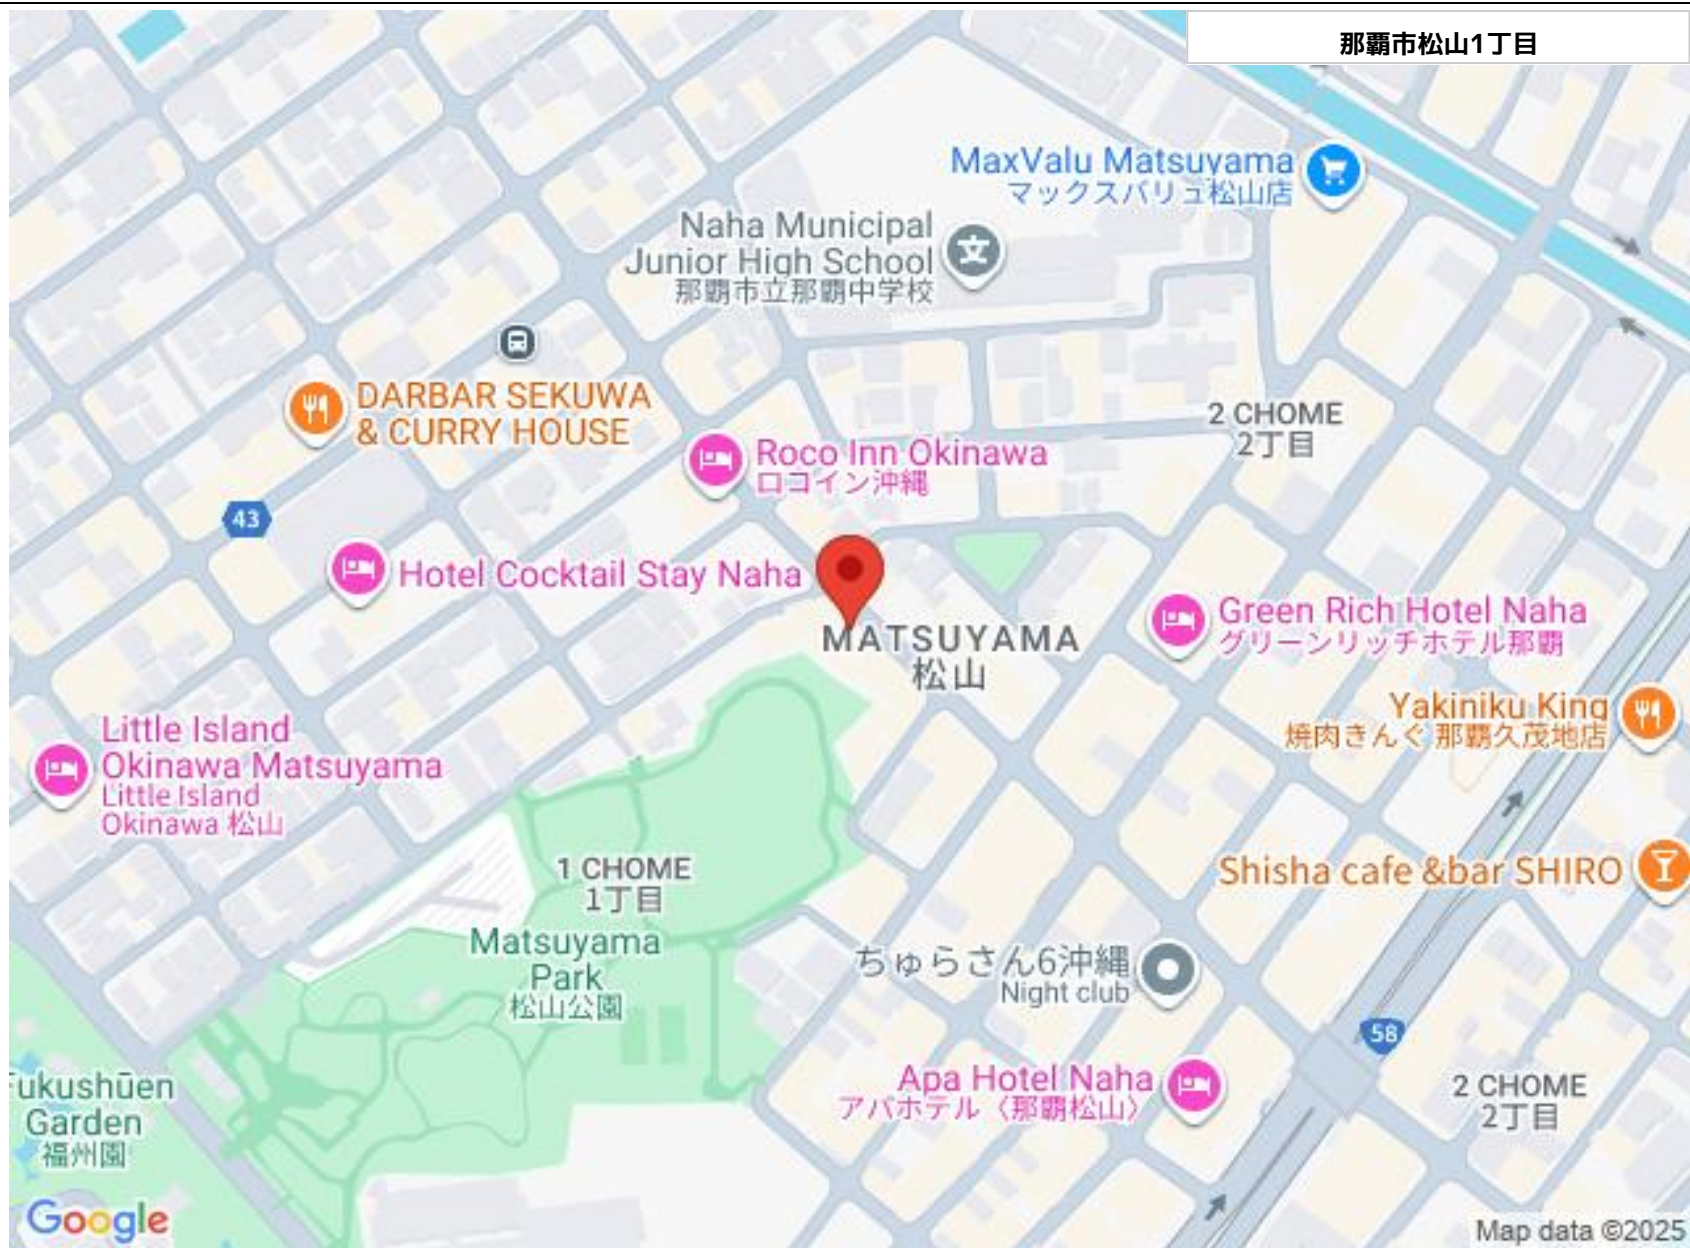 那覇市松山1丁目
MaxValu Matsuyama
マックスバリュ松山店
Naha Municipal
Junior High School
那覇市立那覇中学校
文
DARBAR SEKUWA
& CURRY HOUSE
2 CHOME
2丁目
Roco Inn Okinawa
ロコイン沖縄
43
Hotel Cocktail Stay Naha
Green Rich Hotel Naha
グリーンリッチホテル那覇
MATSUYAMA
松山
Yakiniku King
焼肉きんぐ 那覇久茂地店
Little Island
Okinawa Matsuyama
Little Island
Okinawa 松山
1 CHOME
1丁目
Shisha cafe &bar SHIRO
Matsuyama
Park
松山公園
ちゅらさん6沖縄
Night club
58
Apa Hotel Naha
アパホテル〈那覇松山〉
2 CHOME
2丁目
Fukushūen
Garden
福州園
Google
Map data ©2025